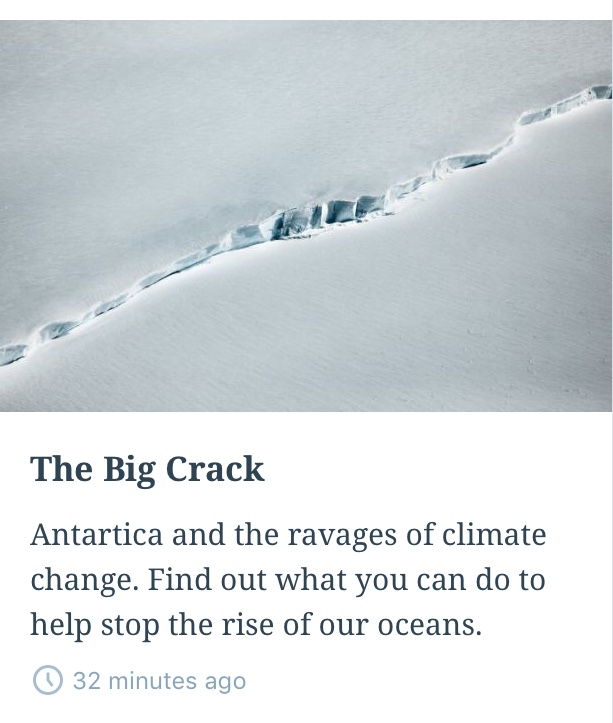 The Big Crack
Antartica and the ravages of climate
change. Find out what you can do to
help stop the rise of our oceans.
32 minutes ago